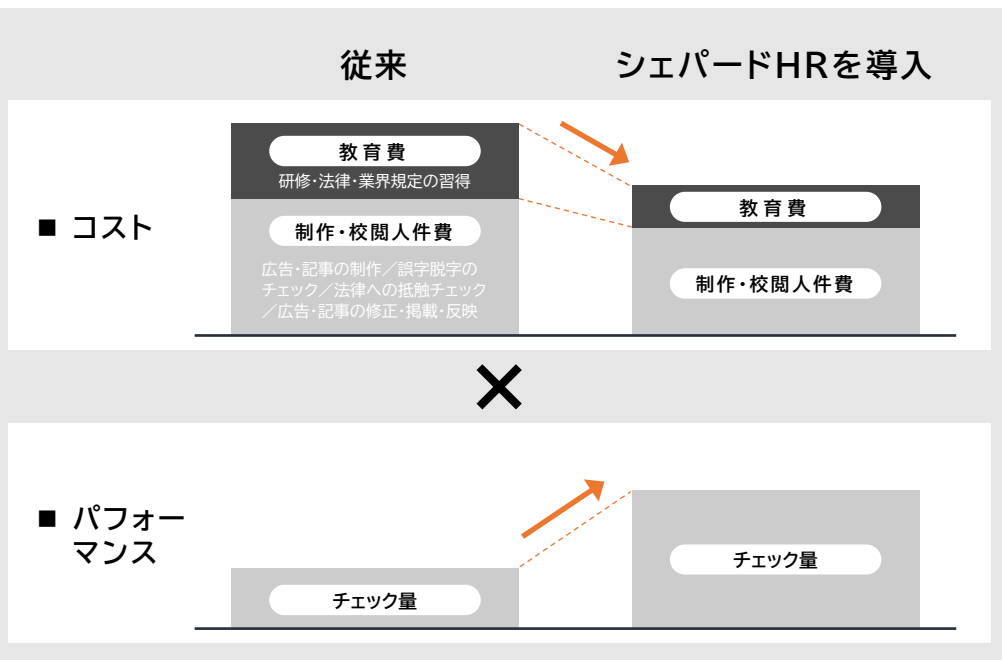 従来
シェパードHRを導入
■ コスト
教育費
研修・法律・業界規定の習得
制作・校閲人件費
広告・記事の制作／誤字脱字の
チェック／法律への抵触チェック
／広告・記事の修正・掲載・反映
教育費
制作・校閲人件費
×
■ パフォー
マンス
チェック量
チェック量